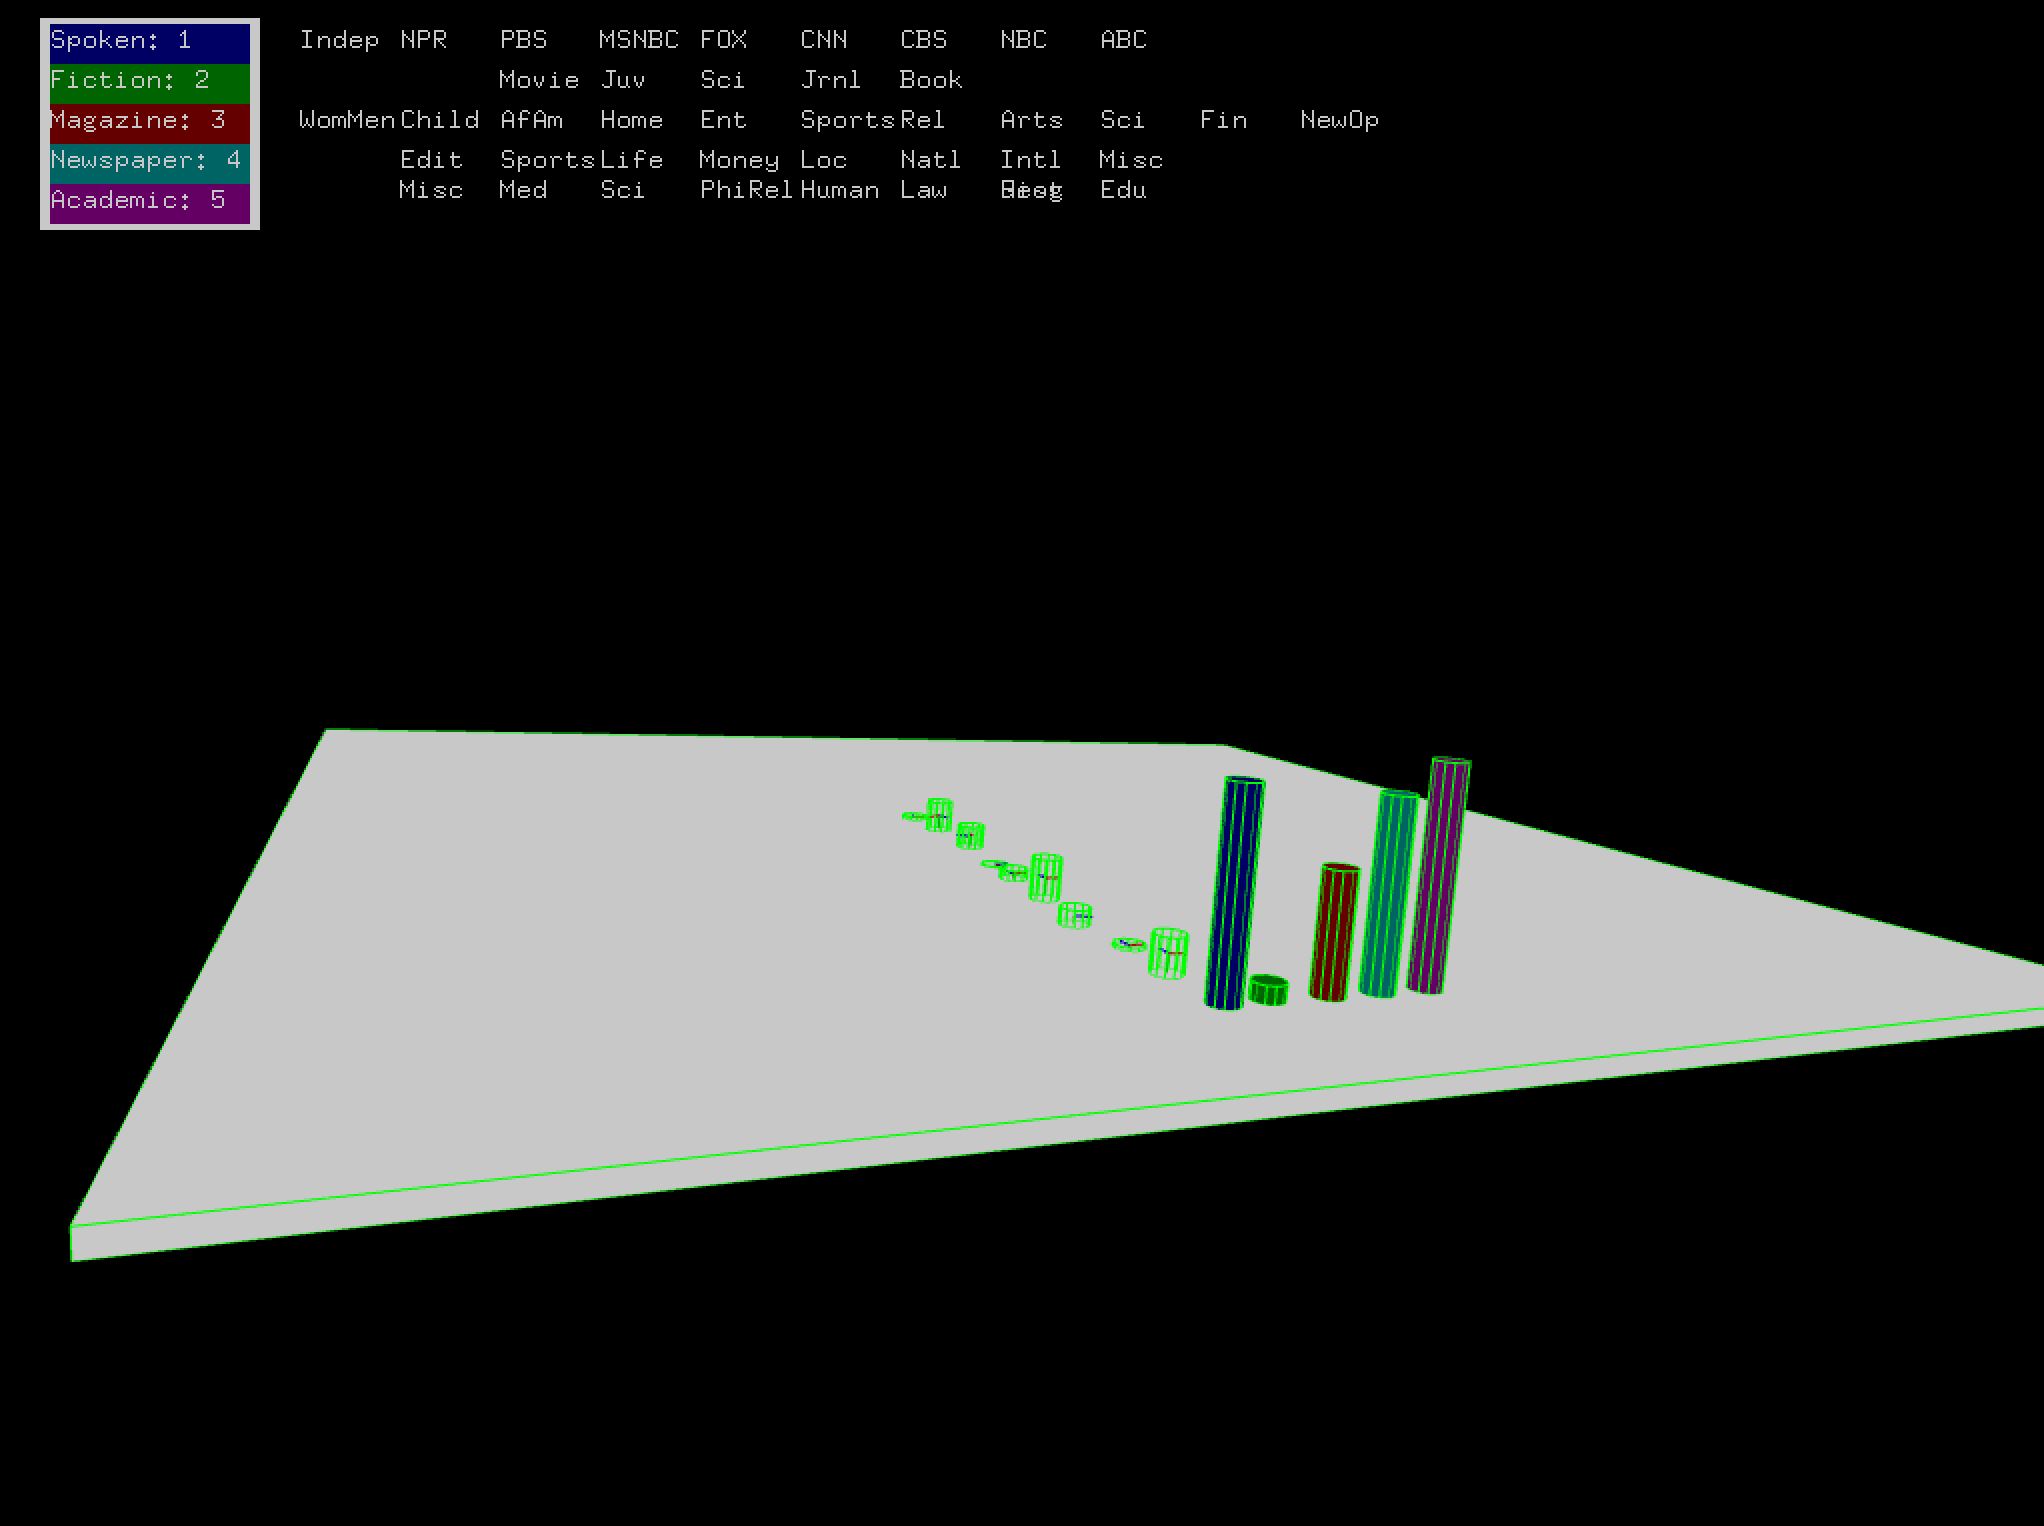 Spoken: 1 Indep NPR PBS MSNBC FOX CNN CBS NBC ABC
Fiction: 2 Movie Juv Sci Jrnl Book
Magazine: 3 WomMen Child AfAm Home Ent Sports Rel Arts Sci Fin NewOp
Newspaper: 4 Edit Sports Life Money Loc Natl Intl Misc
Academic: 5 Misc Med Sci PhiRel Human Law Edu